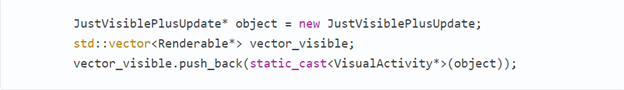 JustVisiblePlusUpdate* object = new JustVisiblePlusUpdate;
std::vector<Renderable*> vector_visible;
vector_visible.push_back(static_cast<VisualActivity*>(object));